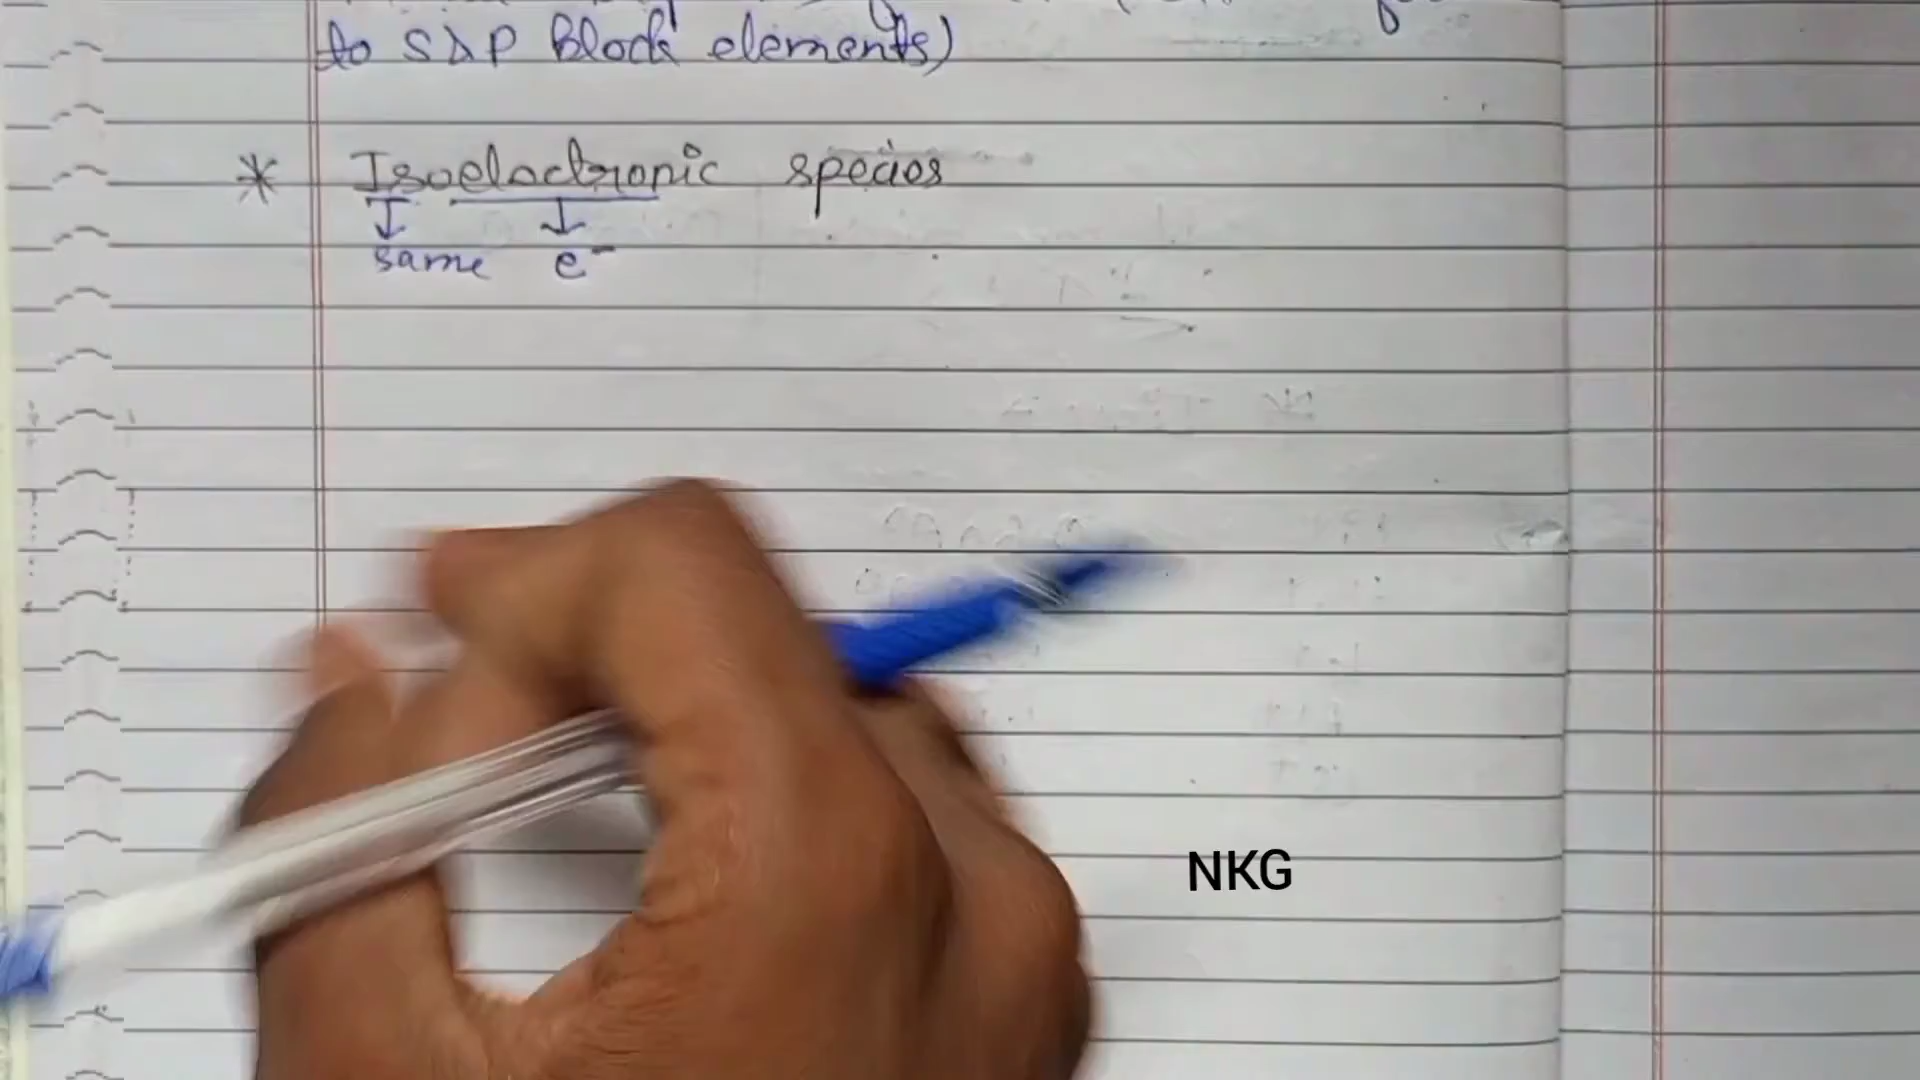 to S & P Block elements)
* Isoelectronic species
↓ ↓
same e⁻
NKG